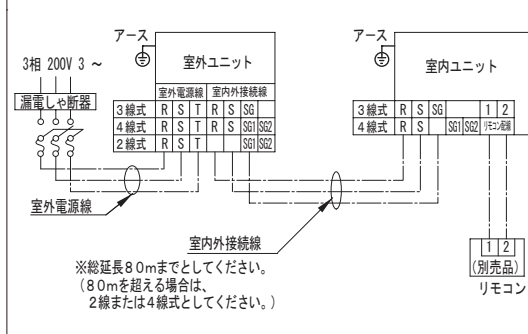 アース
3相 200V 3 ~
漏電しゃ断器
室外ユニット
室外電源線 室内外接続線
3線式 R S T R S SG
4線式 R S T R S SG1 SG2
2線式 R S T SG1 SG2
アース
室内ユニット
3線式 R S SG 1 2
4線式 R S SG1 SG2 リモコン配線
室外電源線
室内外接続線
※総延長80mまでとしてください。
(80mを超える場合は、
2線または4線式としてください。)
1 2
(別売品)
リモコン